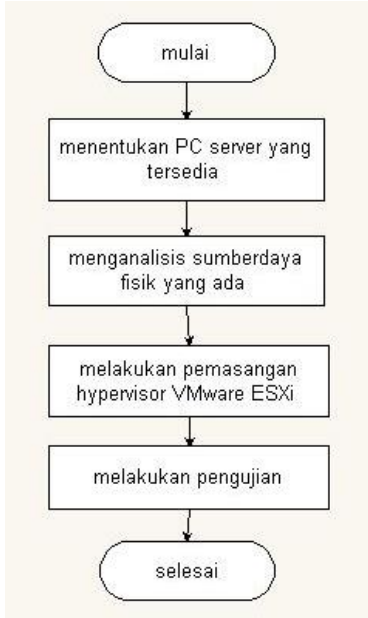 mulai
menentukan PC server yang
tersedia
menganalisis sumberdaya
fisik yang ada
melakukan pemasangan
hypervisor VMware ESXi
melakukan pengujian
selesai